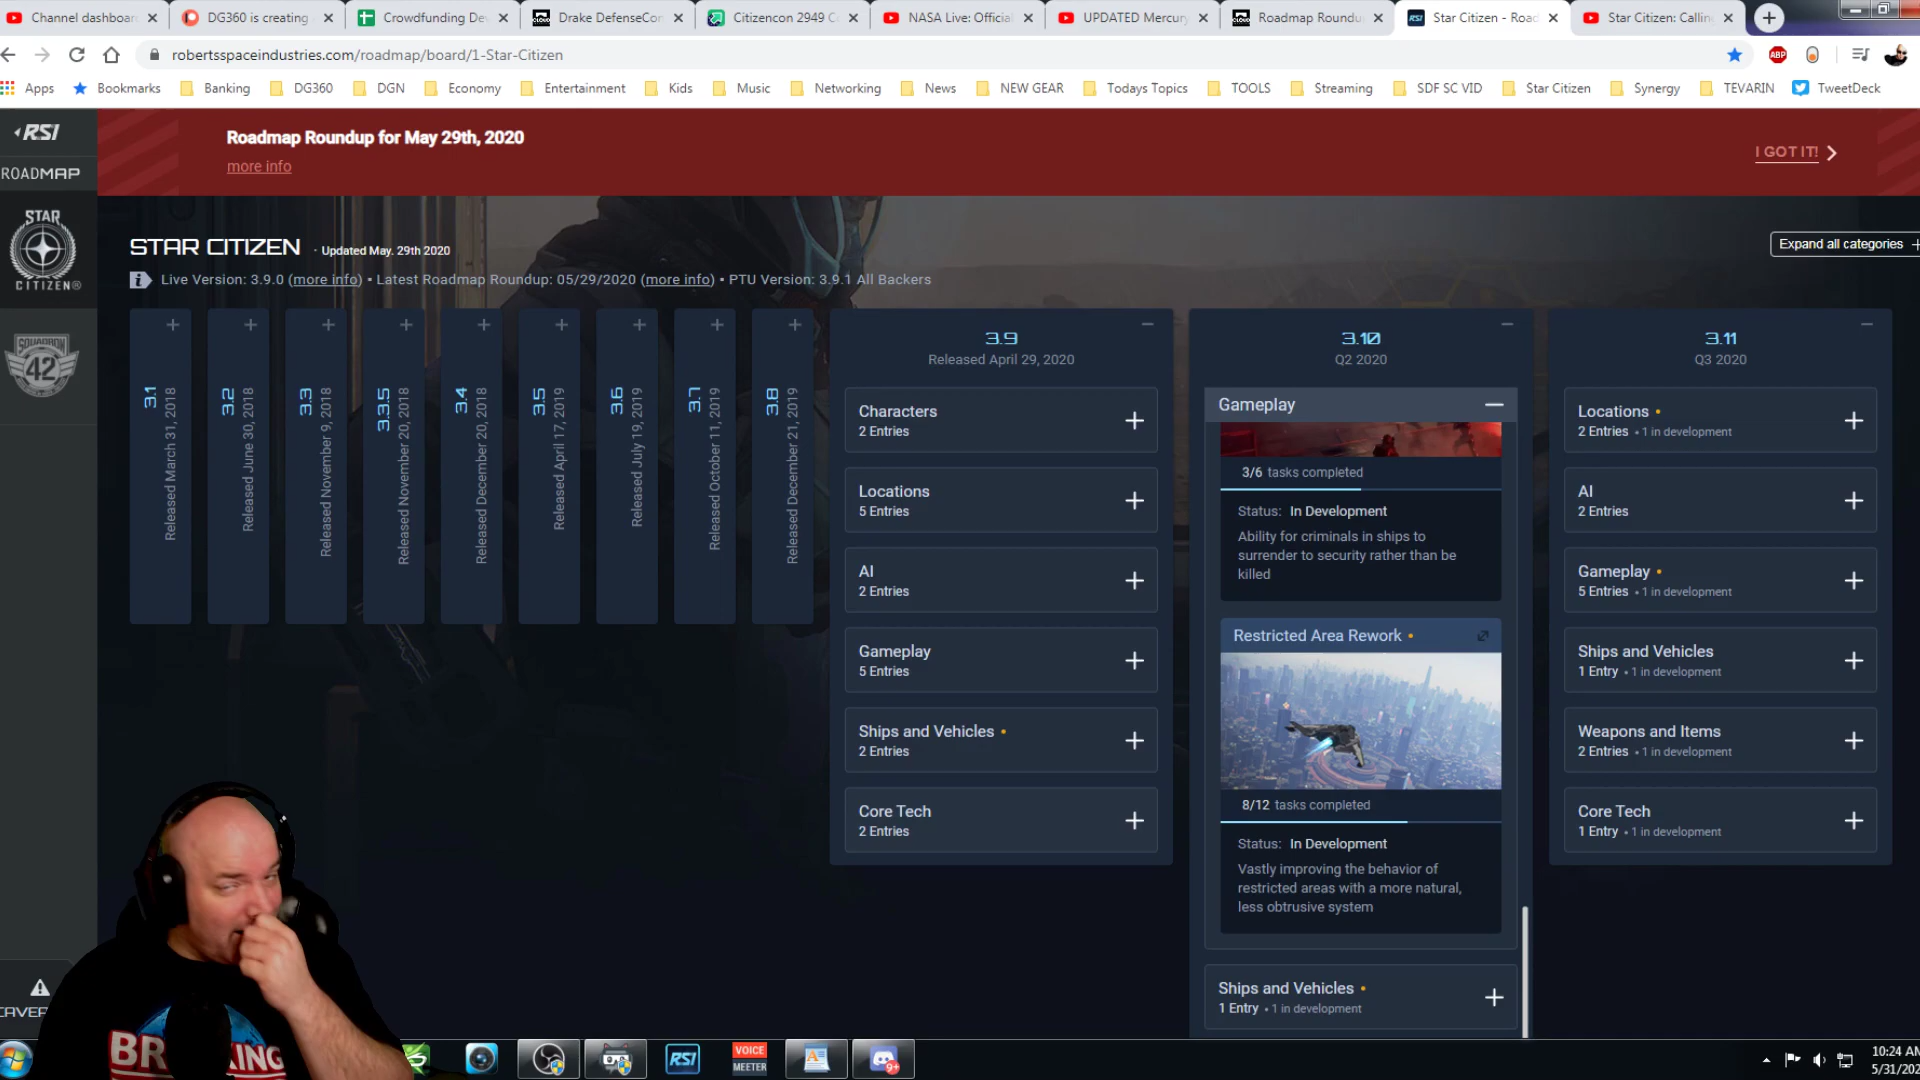 Channel dashboar
DG360 is creating
Crowdfunding De
Drake DefenseCon
Citizencon 2949 C
NASA Live: Officia
UPDATED Mercury
Roadmap Roundu
RSI
Star Citizen - Road
Star Citizen: Callin
robertsspaceindustries.com/roadmap/board/1-Star-Citizen
ABP
Apps
Bookmarks
Banking
DG360
DGN
Economy
Entertainment
Kids
Music
Networking
News
NEW GEAR
Todays Topics
TOOLS
Streaming
SDF SC VID
Star Citizen
Synergy
TEVARIN
TweetDeck
RSI
ROADMAP
STAR
CITIZEN®
SQUADRON
42
Roadmap Roundup for May 29th, 2020
more info
I GOT IT!
STAR CITIZEN · Updated May. 29th 2020
Expand all categories +
Live Version: 3.9.0 (more info) • Latest Roadmap Roundup: 05/29/2020 (more info) • PTU Version: 3.9.1 All Backers
3.1
Released March 31, 2018
3.2
Released June 30, 2018
3.3
Released November 9, 2018
3.3.5
Released November 20, 2018
3.4
Released December 20, 2018
3.5
Released April 17, 2019
3.6
Released July 19, 2019
3.7
Released October 11, 2019
3.8
Released December 21, 2019
3.9
Released April 29, 2020
Characters
2 Entries
Locations
5 Entries
AI
2 Entries
Gameplay
5 Entries
Ships and Vehicles •
2 Entries
Core Tech
2 Entries
3.10
Q2 2020
Gameplay
3/6 tasks completed
Status: In Development
Ability for criminals in ships to
surrender to security rather than be
killed
Restricted Area Rework •
8/12 tasks completed
Status: In Development
Vastly improving the behavior of
restricted areas with a more natural,
less obtrusive system
Ships and Vehicles •
1 Entry • 1 in development
3.11
Q3 2020
Locations •
2 Entries • 1 in development
AI
2 Entries
Gameplay •
5 Entries • 1 in development
Ships and Vehicles
1 Entry • 1 in development
Weapons and Items
2 Entries • 1 in development
Core Tech
1 Entry • 1 in development
CAVEA
BR KING
RSI
VOICE
MEETER
9+
10:24 AM
5/31/202